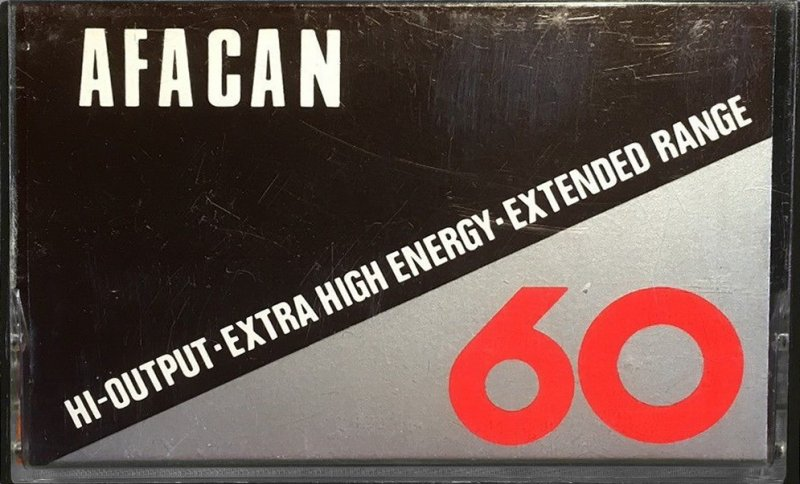 AFACAN
HI-OUTPUT·EXTRA HIGH ENERGY·EXTENDED RANGE
60